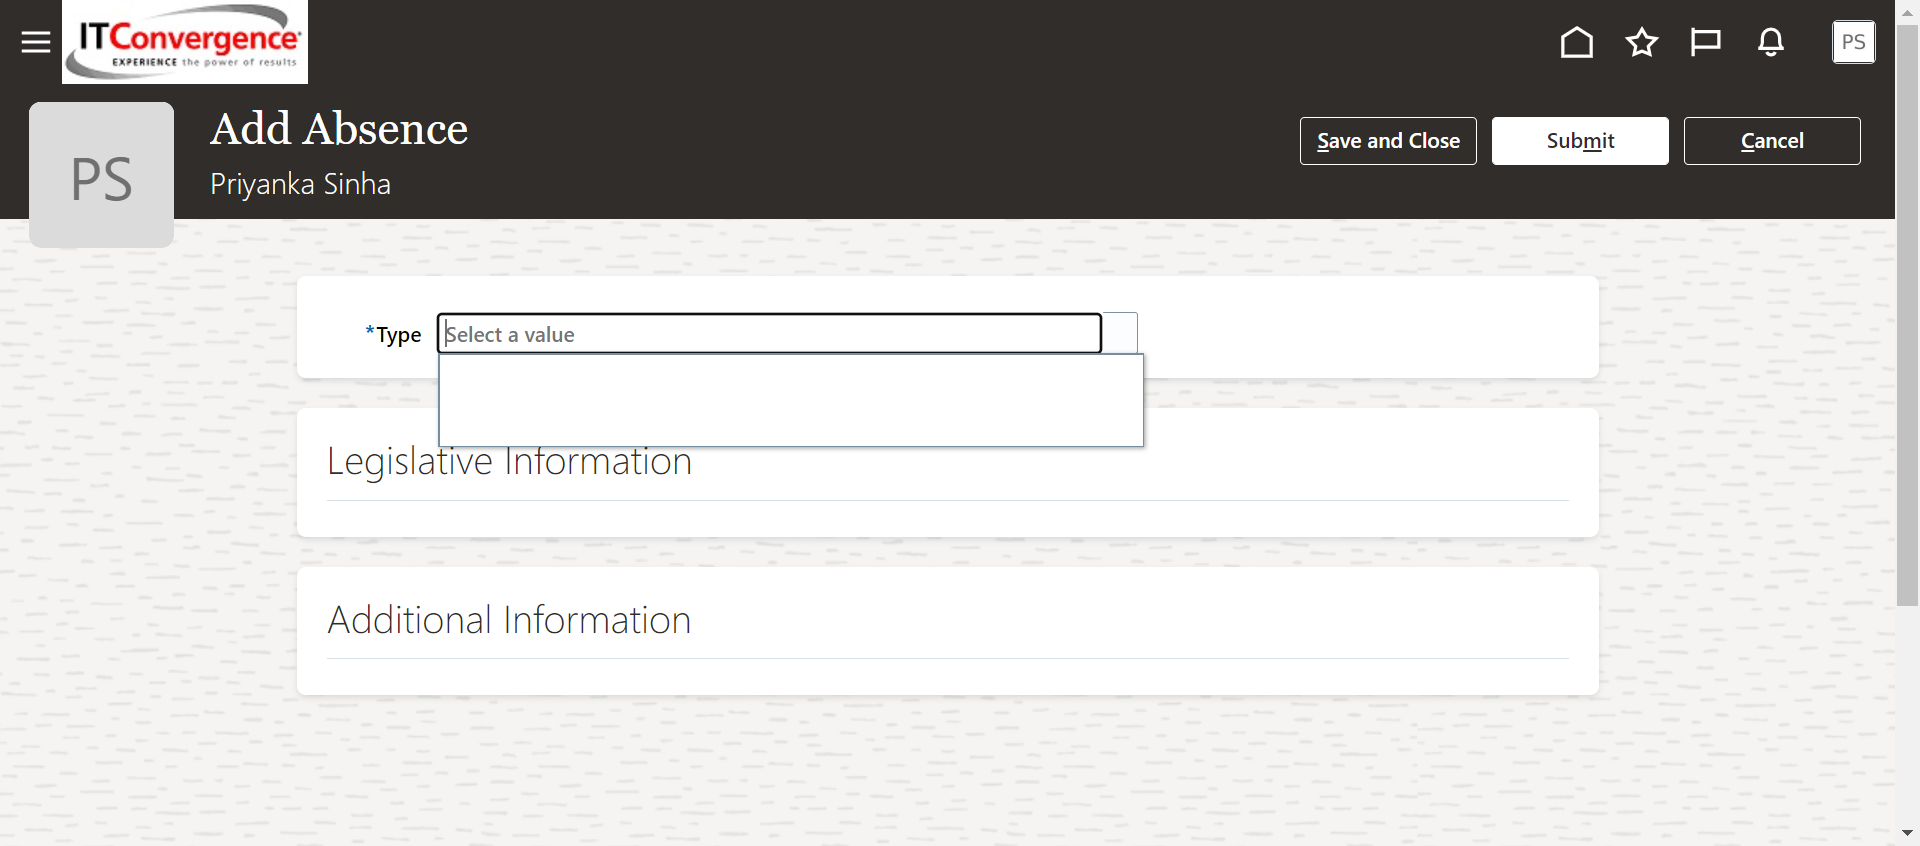 ITConvergence
EXPERIENCE the power of results
PS
PS
Add Absence
Priyanka Sinha
Save and Close
Submit
Cancel
*Type
Select a value
Legislative Information
Additional Information